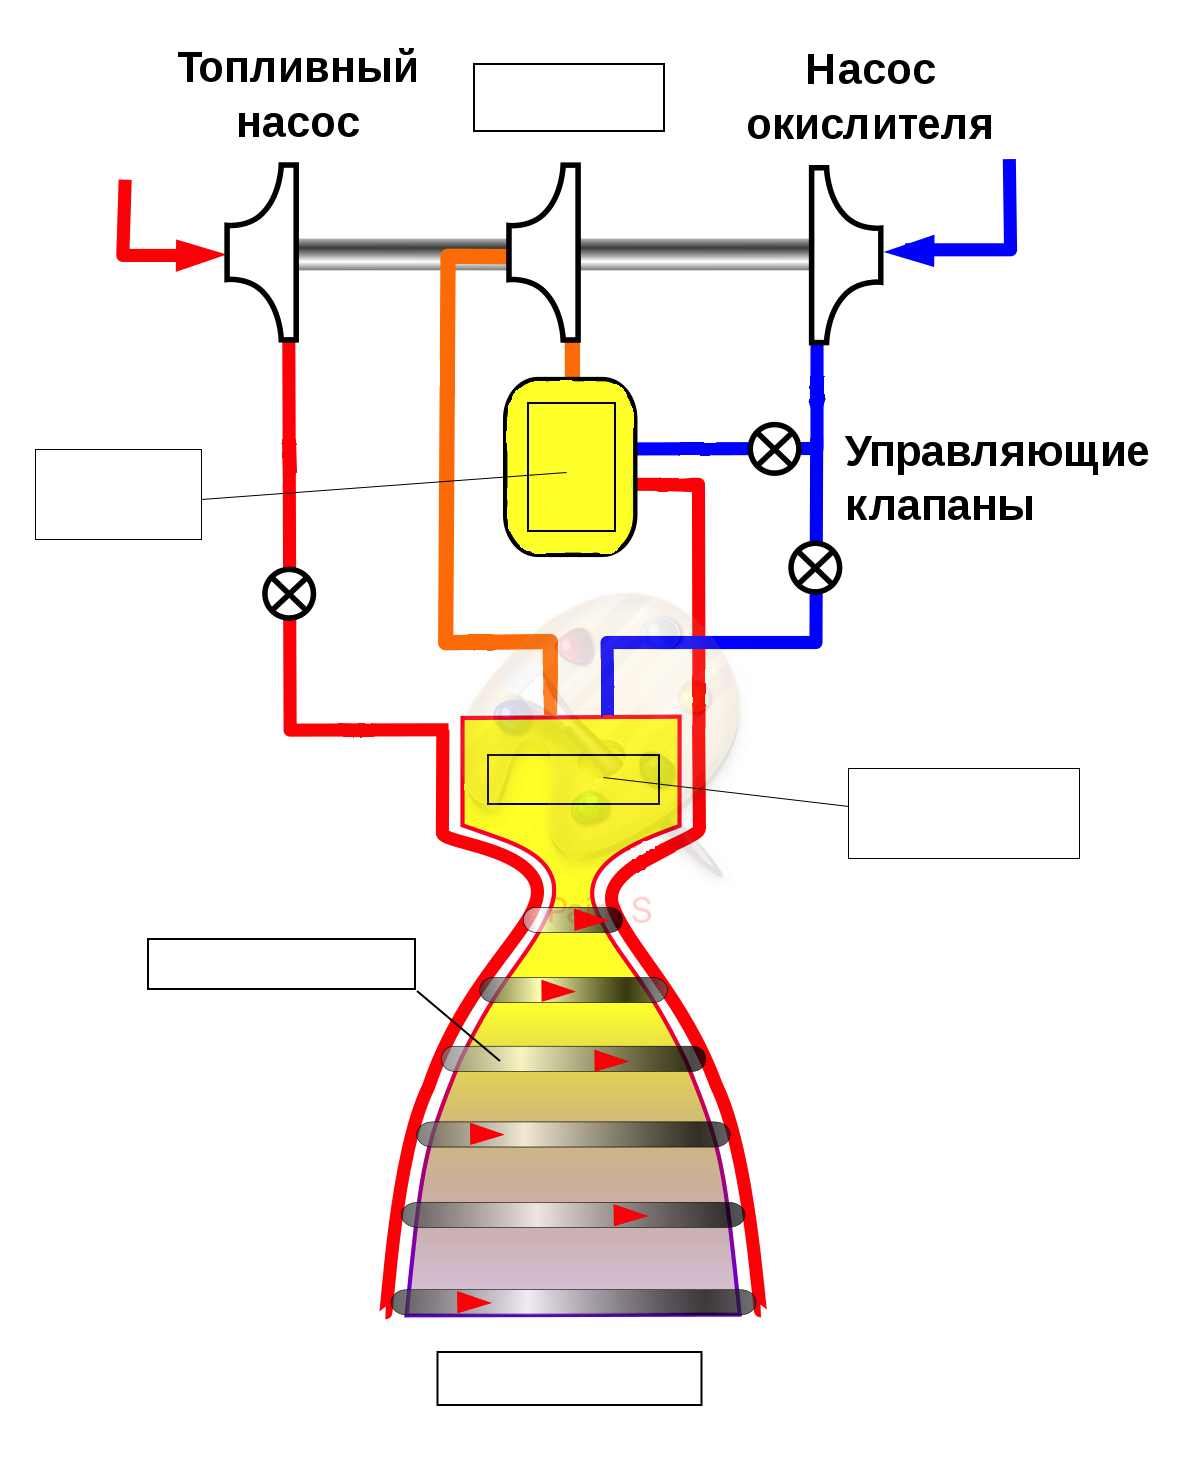 Топливный
насос
Насос
окислителя
Управляющие
клапаны